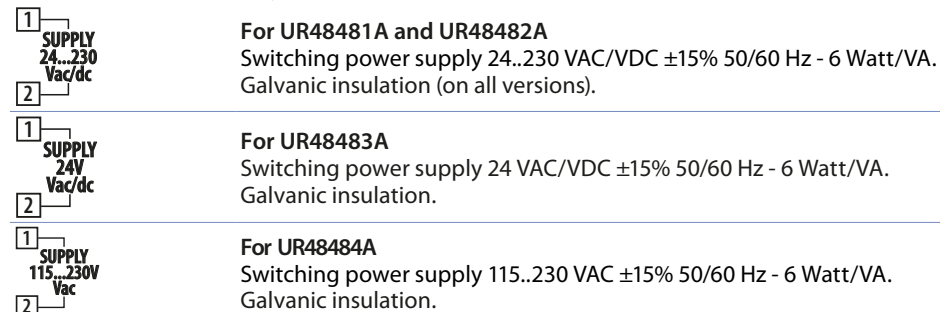 1
SUPPLY
24...230
Vac/dc
2
For UR48481A and UR48482A
Switching power supply 24..230 VAC/VDC ±15% 50/60 Hz - 6 Watt/VA.
Galvanic insulation (on all versions).
1
SUPPLY
24V
Vac/dc
2
For UR48483A
Switching power supply 24 VAC/VDC ±15% 50/60 Hz - 6 Watt/VA.
Galvanic insulation.
1
SUPPLY
115...230V
Vac
2
For UR48484A
Switching power supply 115..230 VAC ±15% 50/60 Hz - 6 Watt/VA.
Galvanic insulation.